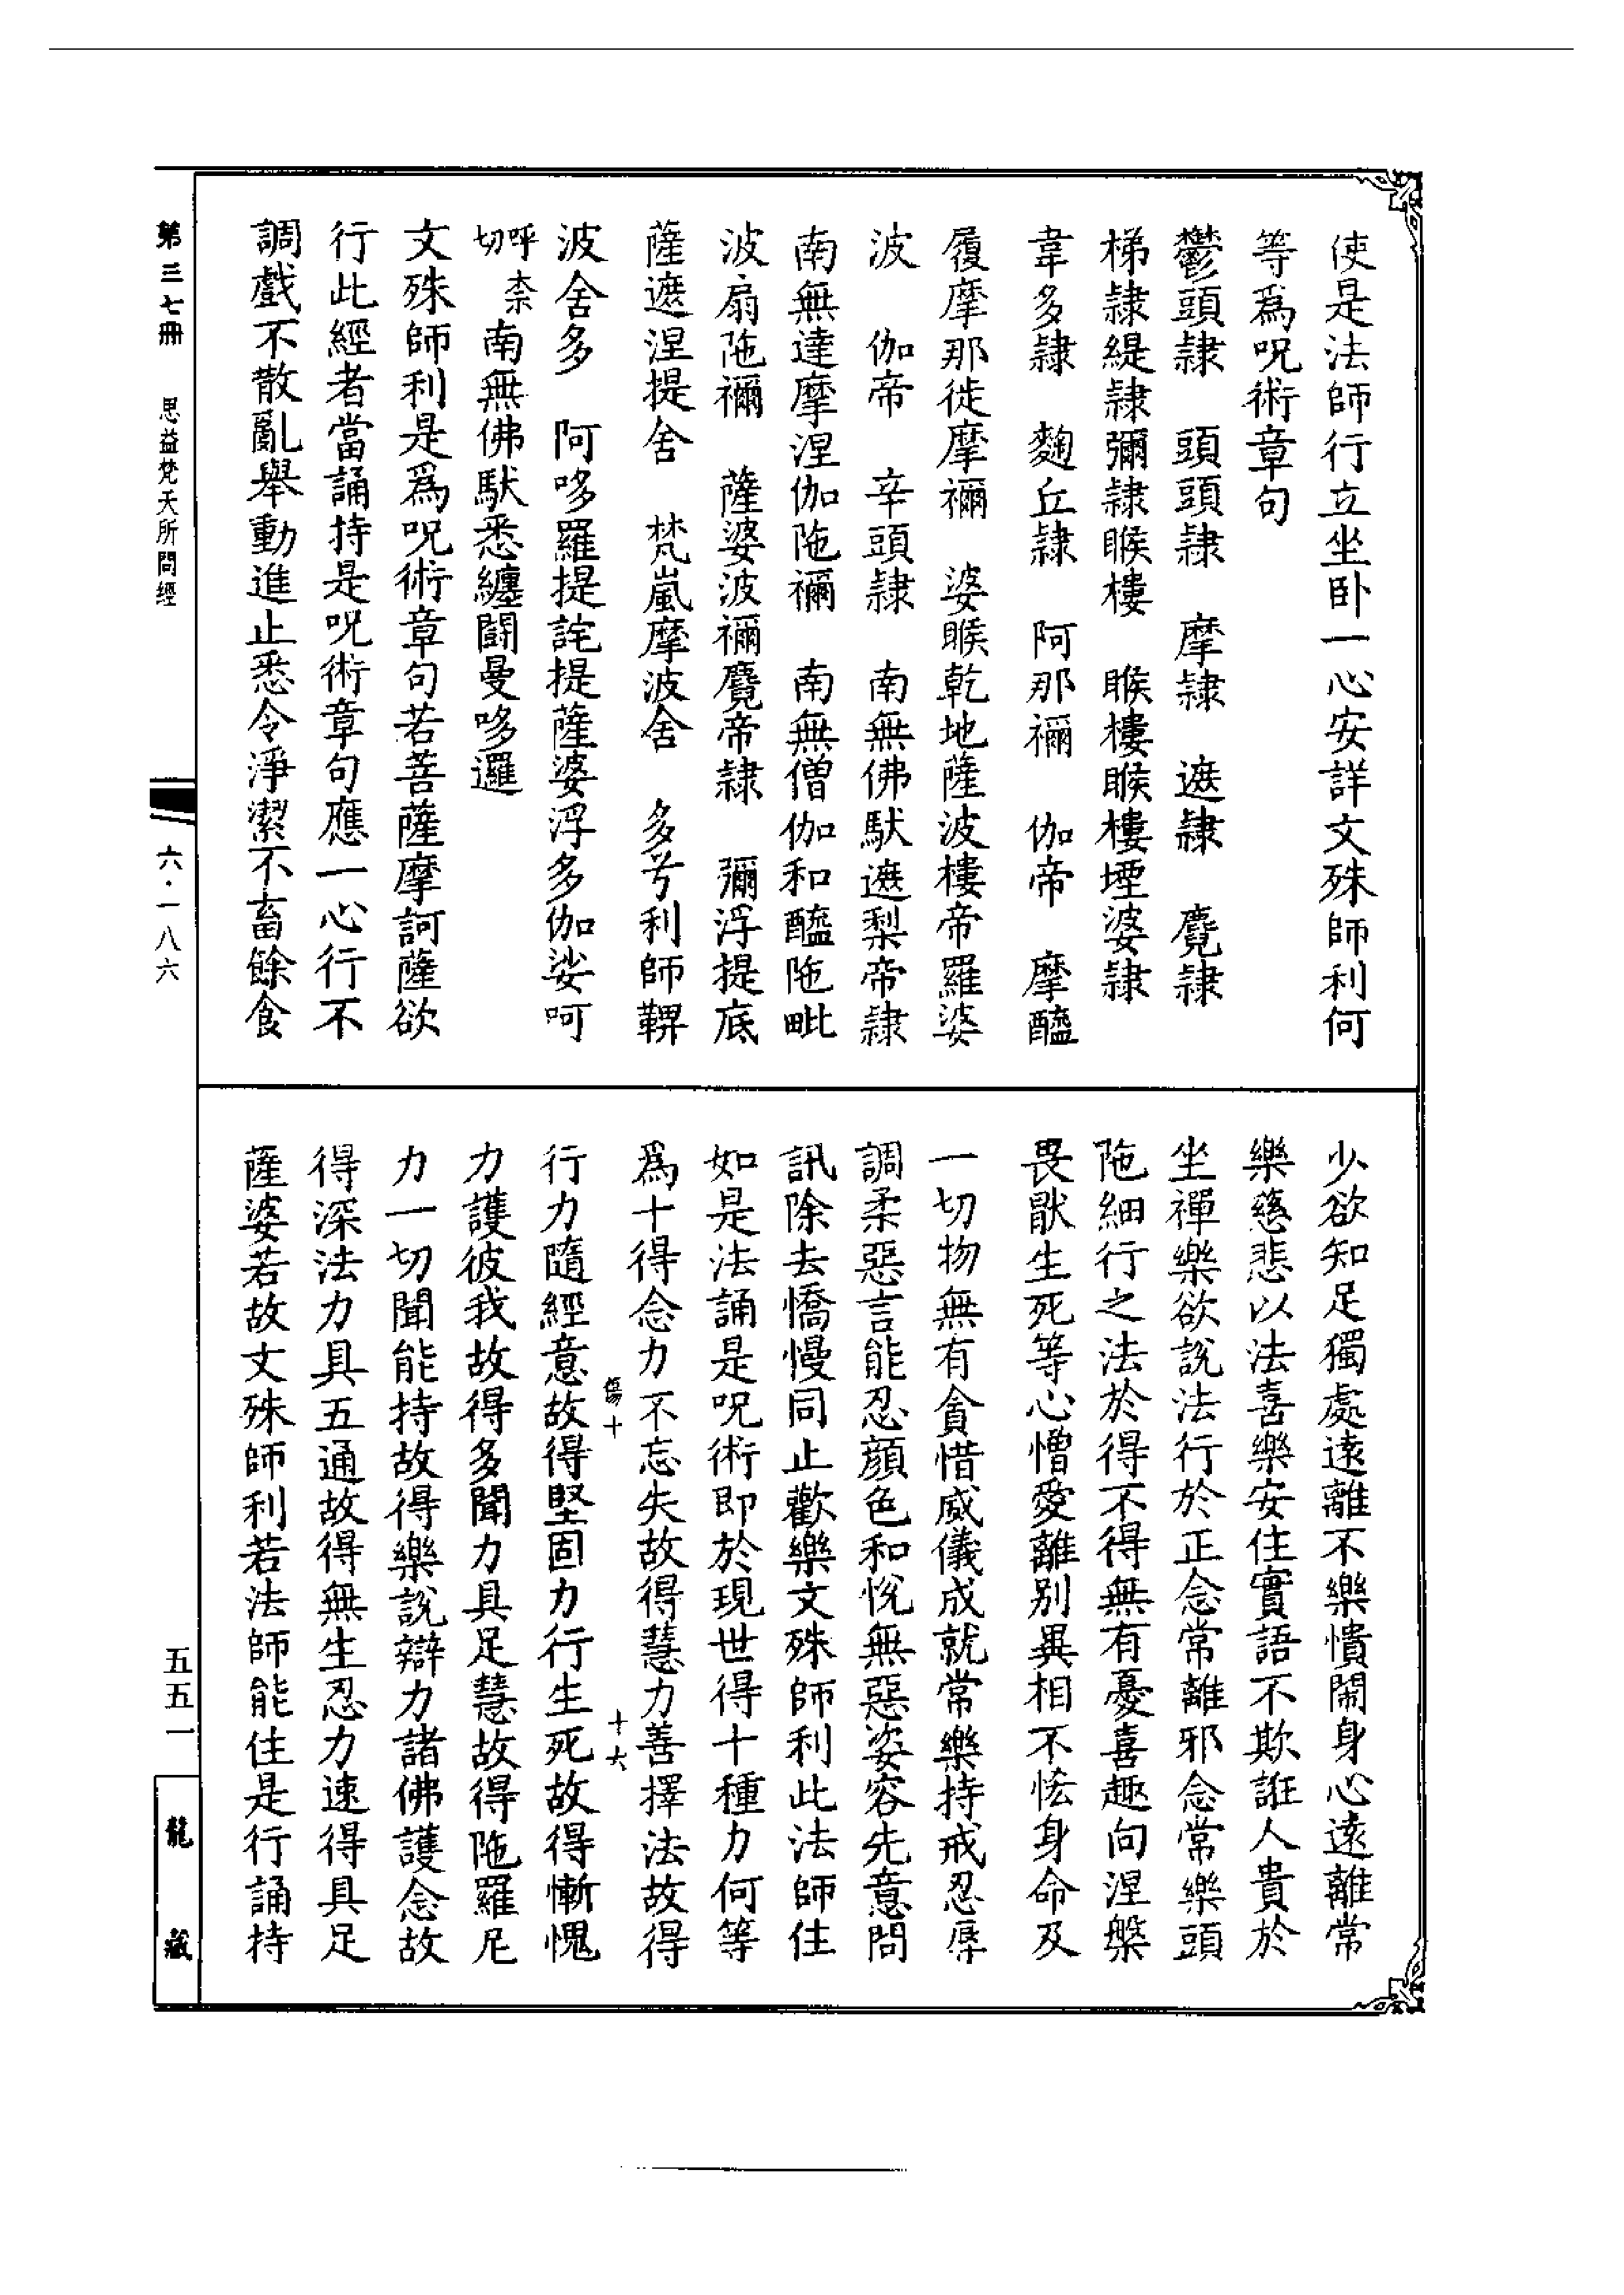 使是法師行立坐卧一心安詳文殊師利何
等爲呪術章句
鬱頭隸　頭頭隸　摩隸　遮隸　麑隸
梯隸緹隸彌隸睺樓　睺樓睺樓堙婆隸
韋多隸　麴丘隸　阿那禰　伽帝　摩醯
履摩那徙摩禰　婆睺乾地薩波樓帝羅婆
波　伽帝　辛頭隸　南無佛馱遮梨帝隸
南無達摩涅伽陁禰　南無僧伽和醯陁毗
波扇陁禰　薩婆波禰麑帝隸　彌浮提底
薩遮涅提舍　梵嵐摩波舍　多兮利師鞞
波舍多　阿哆羅提詫提薩婆浮多伽娑呵
呼柰切南無佛馱悉纏鬪曼哆邏
文殊師利是爲呪術章句若菩薩摩訶薩欲
行此經者當誦持是呪術章句應一心行不
調戲不散亂舉動進止悉令淨潔不畜餘食
少欲知足獨處遠離不樂憒閙身心遠離常
樂慈悲以法喜樂安住實語不欺誑人貴於
坐禪樂欲説法行於正念常離邪念常樂頭
陁細行之法於得不得無有憂喜趣向涅槃
畏猒生死等心憎愛離別異相不恡身命及
一切物無有貪惜威儀成就常樂持戒忍辱
調柔惡言能忍顔色和悅無惡姿容先意問
訊除去憍慢同止歡樂文殊師利此法師住
如是法誦是呪術即於現世得十種力何等
爲十得念力不忘失故得慧力善擇法故得
傷十
十六
行力隨經意故得堅固力行生死故得慚愧
力護彼我故得多聞力具足慧故得陁羅尼
力一切聞能持故得樂説辯力諸佛護念故
得深法力具五通故得無生忍力速得具足
薩婆若故文殊師利若法師能住是行誦持
第三七冊　思益梵天所問經
六·一八六
五五一
龍藏